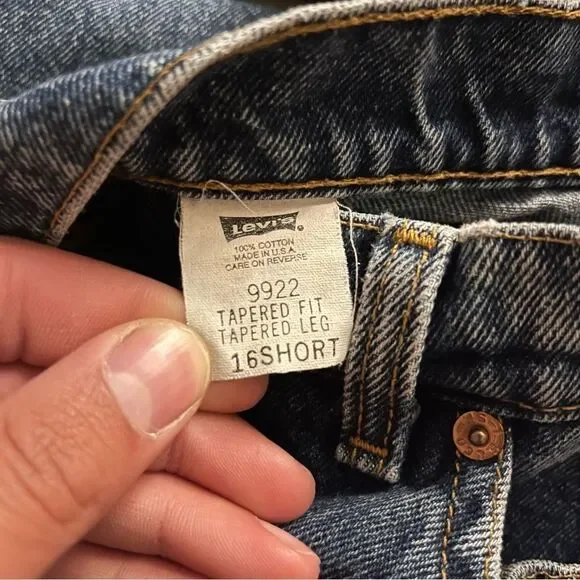 Levi's
100% COTTON
MADE IN U.S.A.
CARE ON REVERSE
9922
TAPERED FIT
TAPERED LEG
16SHORT